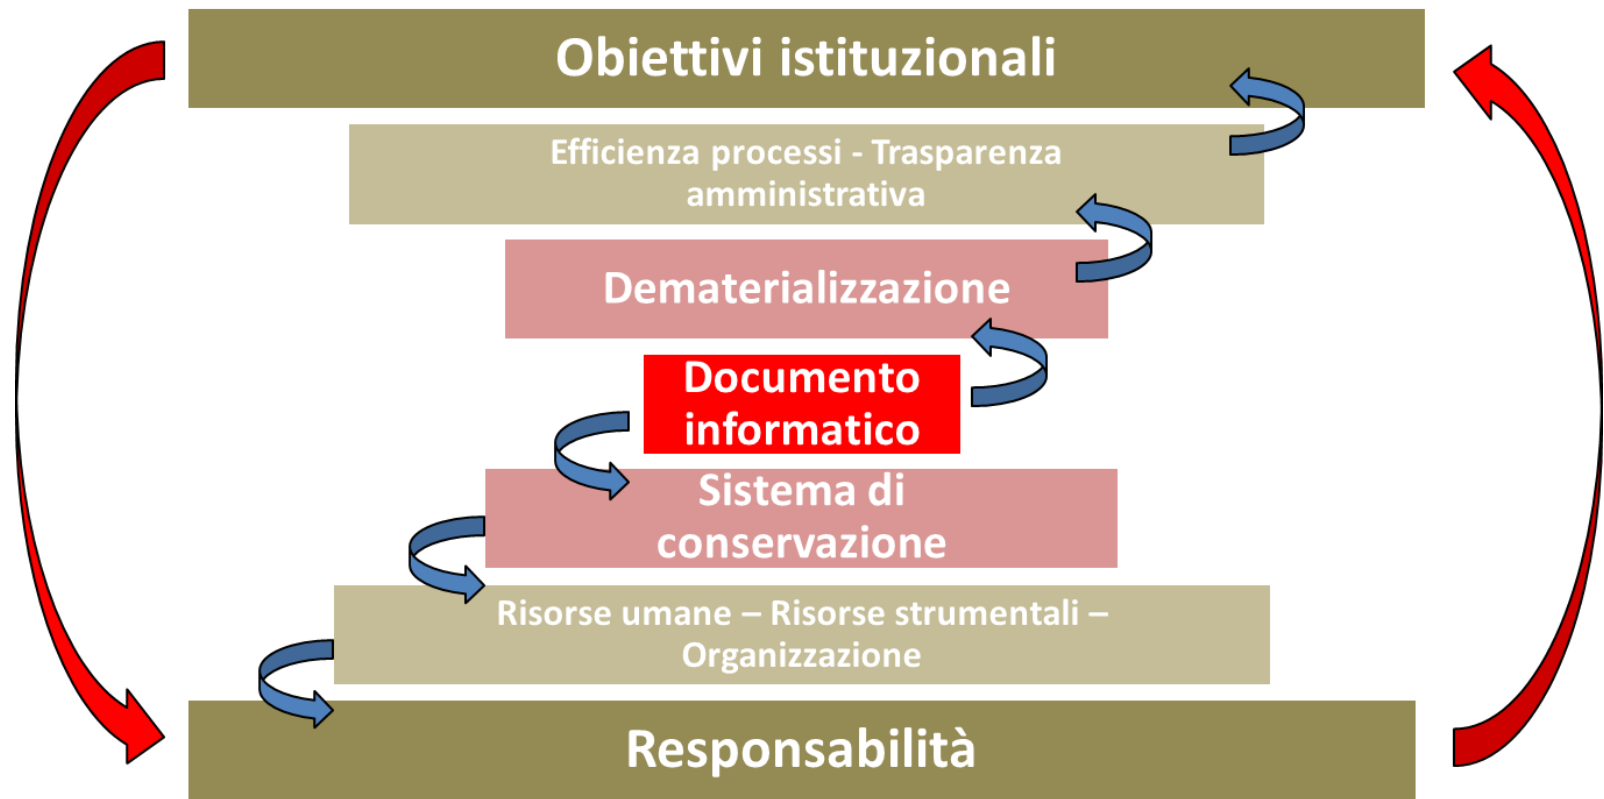 Obiettivi istituzionali
Efficienza processi - Trasparenza
amministrativa
Dematerializzazione
Documento
informatico
Sistema di
conservazione
Risorse umane – Risorse strumentali –
Organizzazione
Responsabilità